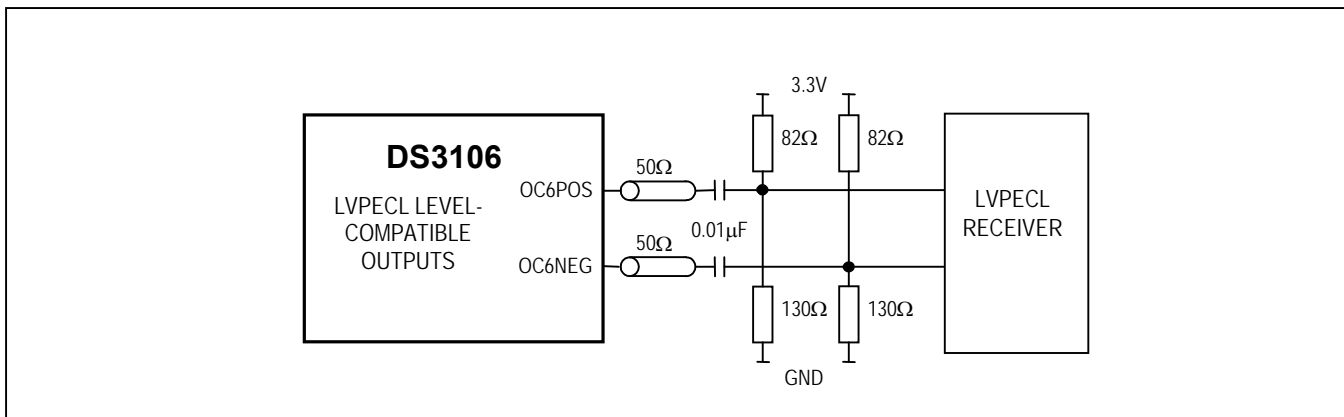 3.3V
82Ω
82Ω
DS3106
50Ω
OC6POS
LVPECL LEVEL-
COMPATIBLE
OUTPUTS
LVPECL
RECEIVER
0.01μF
50Ω
OC6NEG
130Ω
130Ω
GND